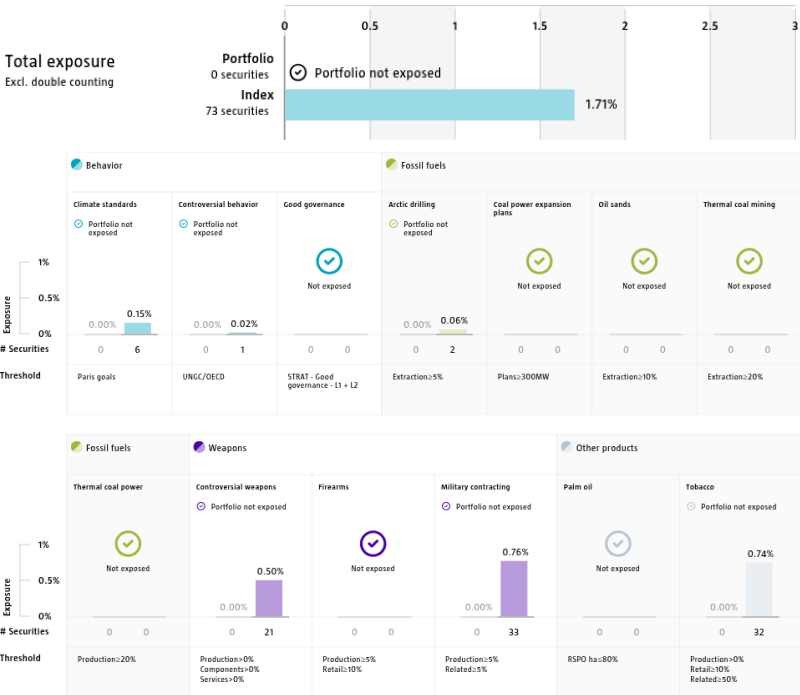 0 0.5 1 1.5 2 2.5 3
Total exposure
Excl. double counting
Portfolio
0 securities
Portfolio not exposed
Index
73 securities
1.71%
Behavior
Fossil fuels
Climate standards
Controversial behavior
Good governance
Arctic drilling
Coal power expansion
plans
Oil sands
Thermal coal mining
Portfolio not
exposed
Portfolio not
exposed
Portfolio not
exposed
Not exposed
Not exposed
Not exposed
Not exposed
Exposure
1%
0.5%
0%
0.00% 0.15%
0.00% 0.02%
0.00% 0.06%
# Securities
0 6 0 1 0 0 0 2 0 0 0 0 0 0
Threshold
Paris goals
UNGC/OECD
STRAT - Good
governance - L1 + L2
Extraction≥5%
Plans≥300MW
Extraction≥10%
Extraction≥20%
Fossil fuels
Weapons
Other products
Thermal coal power
Controversial weapons
Firearms
Military contracting
Palm oil
Tobacco
Portfolio not exposed
Portfolio not exposed
Portfolio not exposed
Not exposed
Not exposed
Not exposed
Exposure
1%
0.5%
0%
0.00% 0.50%
0.00% 0.76%
0.00% 0.74%
# Securities
0 0 0 21 0 0 0 33 0 0 0 32
Threshold
Production≥20%
Production>0%
Components>0%
Services>0%
Production≥5%
Retail≥10%
Production≥5%
Related≥5%
RSPO ha≤80%
Production>0%
Retail≥10%
Related≥50%